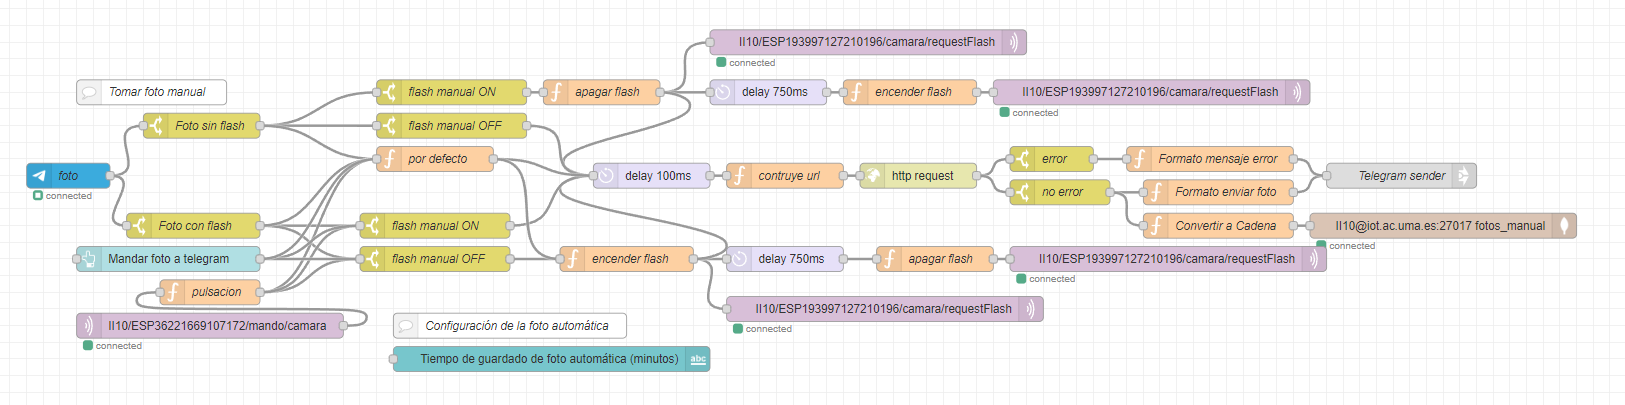 II10/ESP193997127210196/camara/requestFlash
connected
Tomar foto manual
flash manual ON
apagar flash
delay 750ms
encender flash
II10/ESP193997127210196/camara/requestFlash
connected
Foto sin flash
flash manual OFF
por defecto
error
Formato mensaje error
foto
connected
delay 100ms
contruye url
http request
Telegram sender
no error
Formato enviar foto
Foto con flash
flash manual ON
Convertir a Cadena
II10@iot.ac.uma.es:27017 fotos_manual
connected
Mandar foto a telegram
flash manual OFF
encender flash
delay 750ms
apagar flash
II10/ESP193997127210196/camara/requestFlash
connected
pulsacion
II10/ESP193997127210196/camara/requestFlash
connected
II10/ESP36221669107172/mando/camara
connected
Configuración de la foto automática
Tiempo de guardado de foto automática (minutos)
abc